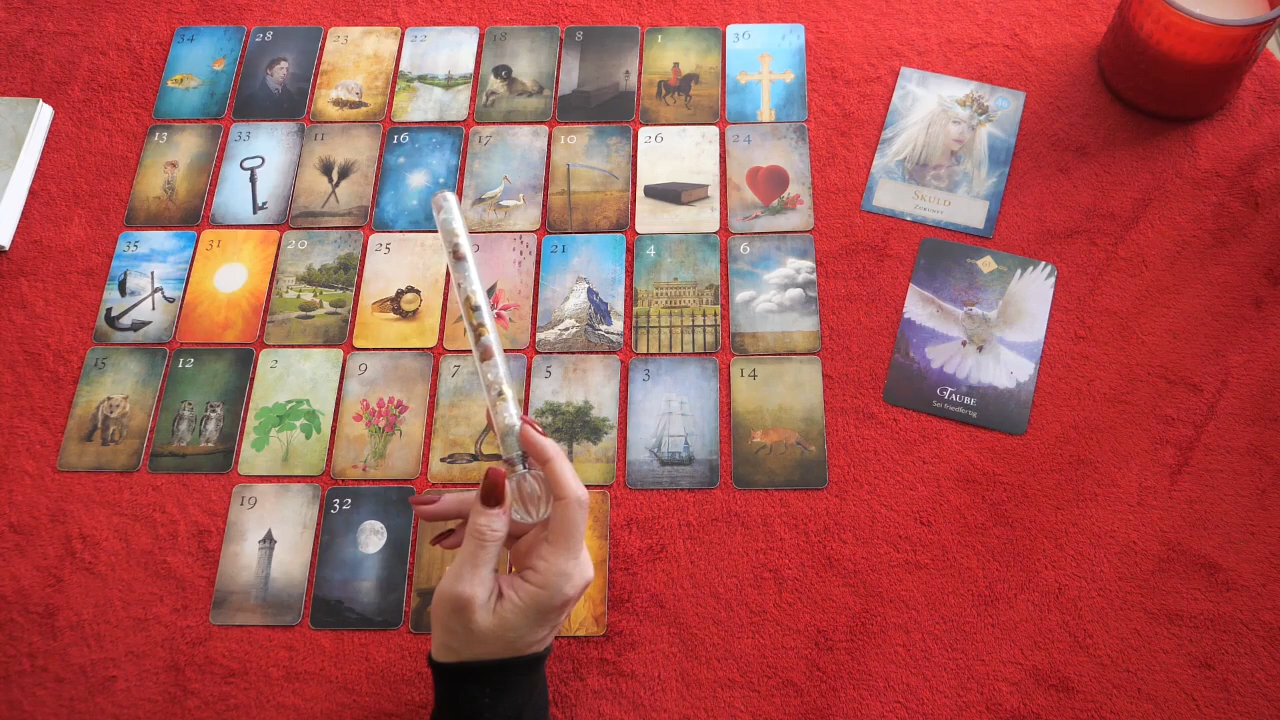 34 28 23 22 18 8 1 36
13 33 11 16 17 10 26 24
35 31 20 25 21 4 6
15 12 2 9 7 5 3 14
19 32
SKULD
ZUKUNFT
TAUBE
Sei friedfertig